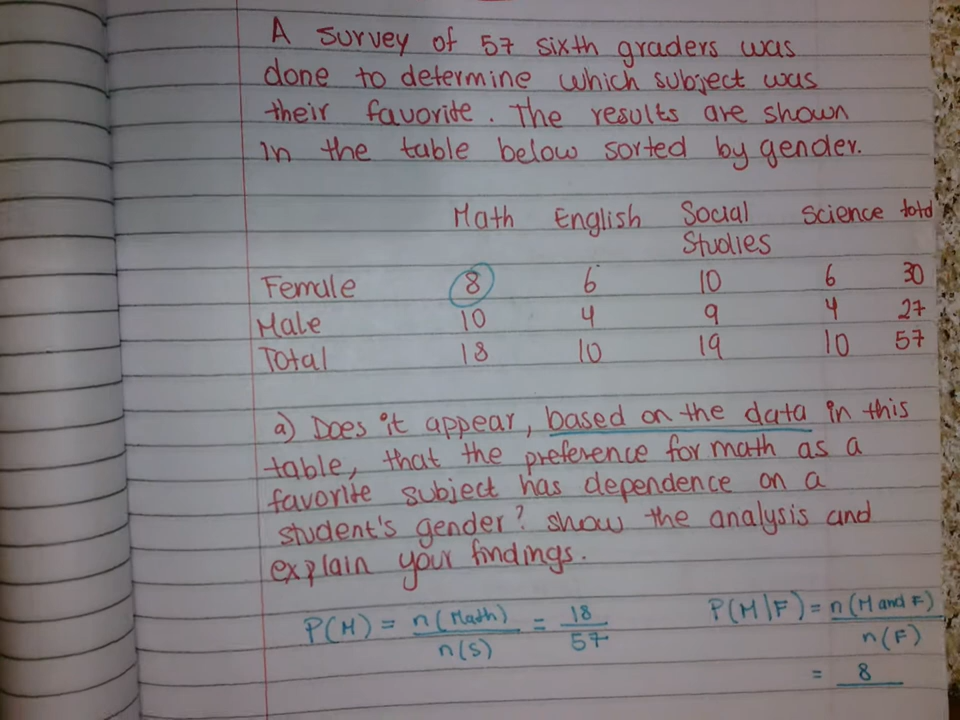 A survey of 57 sixth graders was
done to determine which subject was
their favorite. The results are shown
in the table below sorted by gender.
Math English Social Studies Science total
Female 8 6 10 6 30
Male 10 4 9 4 27
Total 18 10 19 10 57
a) Does it appear, based on the data in this
table, that the preference for math as a
favorite subject has dependence on a
student's gender? show the analysis and
explain your findings.
P(M) = n(Math) / n(S) = 18 / 57
P(M|F) = n(M and F) / n(F)
= 8